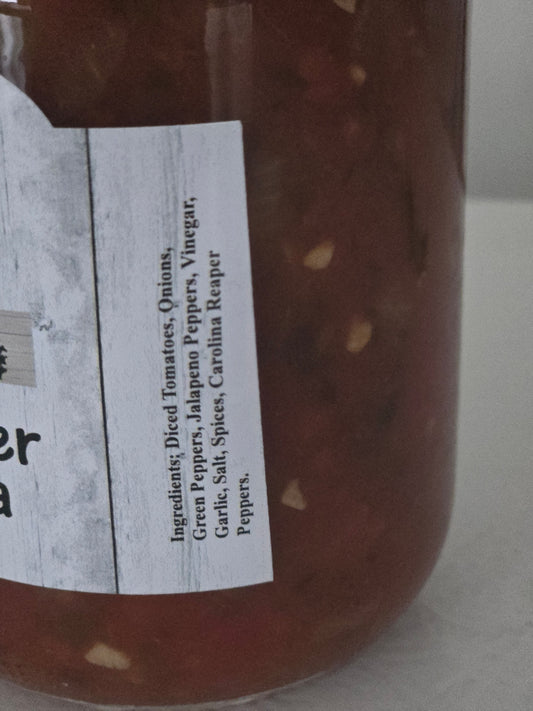 er
a
Ingredients; Diced Tomatoes, Onions,
Green Peppers, Jalapeno Peppers, Vinegar,
Garlic, Salt, Spices, Carolina Reaper
Peppers.